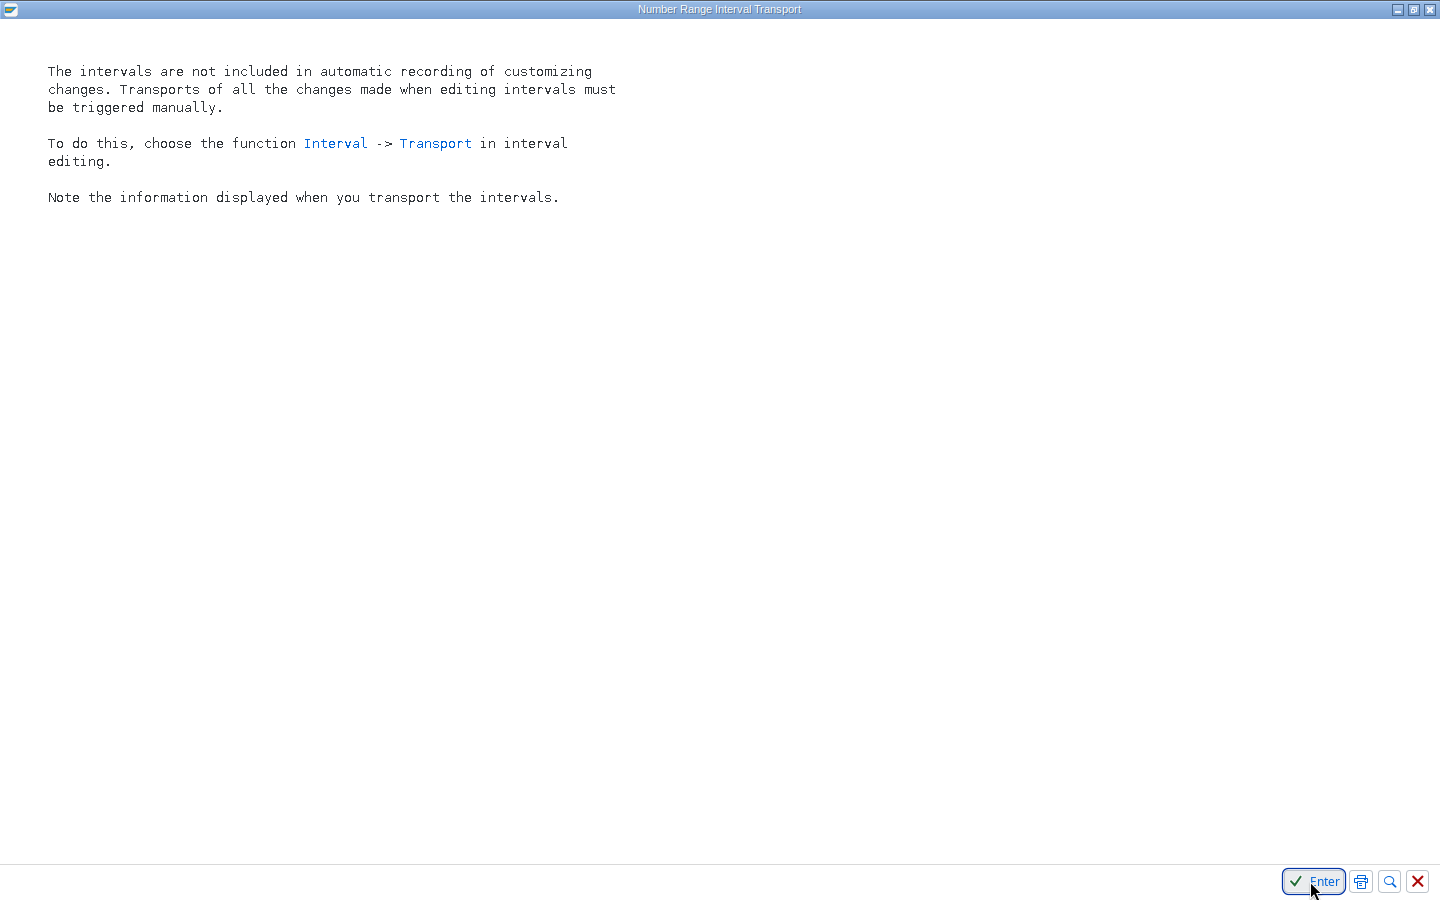 Number Range Interval Transport
The intervals are not included in automatic recording of customizing
changes. Transports of all the changes made when editing intervals must
be triggered manually.
To do this, choose the function Interval -> Transport in interval
editing.
Note the information displayed when you transport the intervals.
Enter